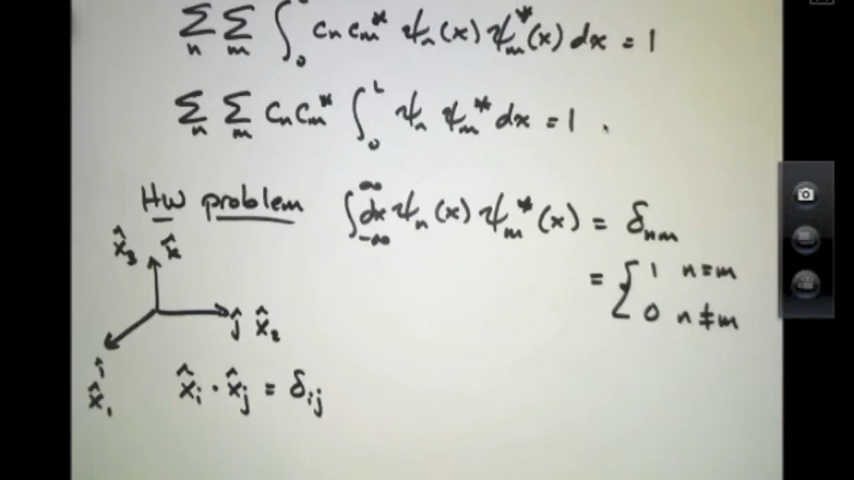 ∑ₙ ∑ₘ ∫₀ cₙ cₘ* ψₙ(x) ψₘ*(x) dx = 1
∑ₙ ∑ₘ cₙ cₘ* ∫₀ᴸ ψₙ ψₘ* dx = 1 .
HW problem ∫₋∞^∞ dx ψₙ(x) ψₘ*(x) = δₙₘ
= { 1 n = m
0 n ≠ m
x̂₃ k̂
ĵ x̂₂
î
x̂₁
x̂ᵢ · x̂ⱼ = δᵢⱼ